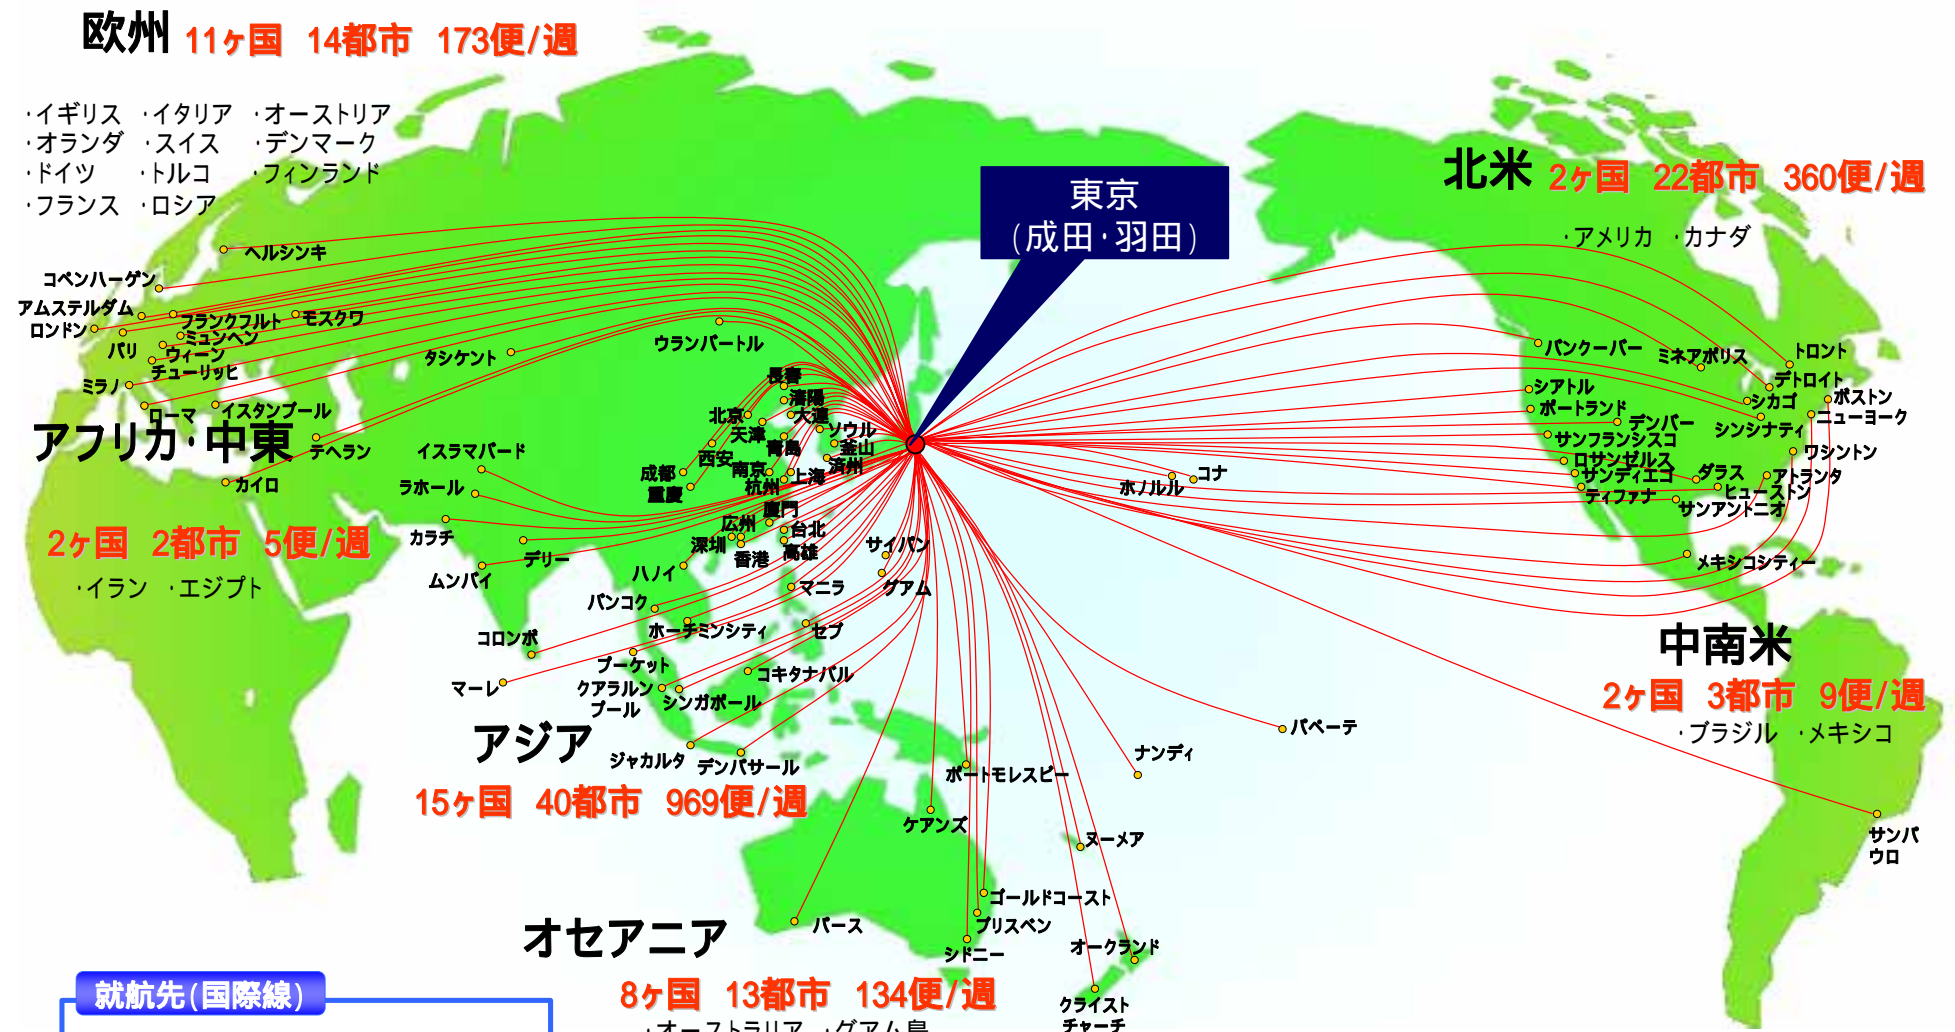 欧州 11ヶ国 14都市 173便/週
・イギリス ・イタリア ・オーストリア
・オランダ ・スイス ・デンマーク
・ドイツ ・トルコ ・フィンランド
・フランス ・ロシア
東京
(成田・羽田)
北米 2ヶ国 22都市 360便/週
・アメリカ ・カナダ
ヘルシンキ
コペンハーゲン
アムステルダム
ロンドン
フランクフルト
モスクワ
ミュンヘン
パリ
ウィーン
チューリッヒ
ミラノ
ローマ
イスタンブール
タシケント
ウランバートル
アフリカ・中東
テヘラン
カイロ
2ヶ国 2都市 5便/週
・イラン ・エジプト
イスラマバード
ラホール
カラチ
デリー
ムンバイ
コロンボ
マーレ
長春
瀋陽
北京
大連
天津
ソウル
青島
釜山
西安
済州
成都
南京
上海
重慶
杭州
厦門
広州
台北
深圳
香港
高雄
ハノイ
バンコク
マニラ
ホーチミンシティ
セブ
プーケット
コキタナバル
クアラルン
プール
シンガポール
ジャカルタ
デンパサール
サイパン
グアム
アジア
15ヶ国 40都市 969便/週
バンクーバー
ミネアポリス
トロント
シアトル
デトロイト
ポートランド
シカゴ
ボストン
デンバー
シンシナティ
ニューヨーク
サンフランシスコ
ロサンゼルス
ワシントン
サンディエゴ
ダラス
アトランタ
ティファナ
ヒューストン
サンアントニオ
メキシコシティー
コナ
ホノルル
中南米
2ヶ国 3都市 9便/週
・ブラジル ・メキシコ
サンパ
ウロ
パペーテ
ナンディ
ポートモレスビー
ケアンズ
ヌーメア
ゴールドコースト
ブリスベン
パース
シドニー
オークランド
クライスト
チャーチ
オセアニア
8ヶ国 13都市 134便/週
・オーストラリア ・グアム島
就航先(国際線)